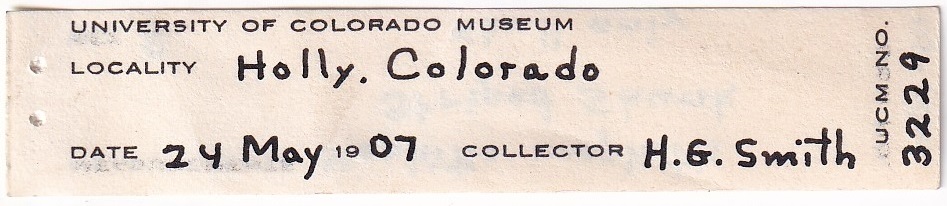 UNIVERSITY OF COLORADO MUSEUM
LOCALITY Holly. Colorado
DATE 24 May 1907 COLLECTOR H.G. Smith
UCM NO.
3229